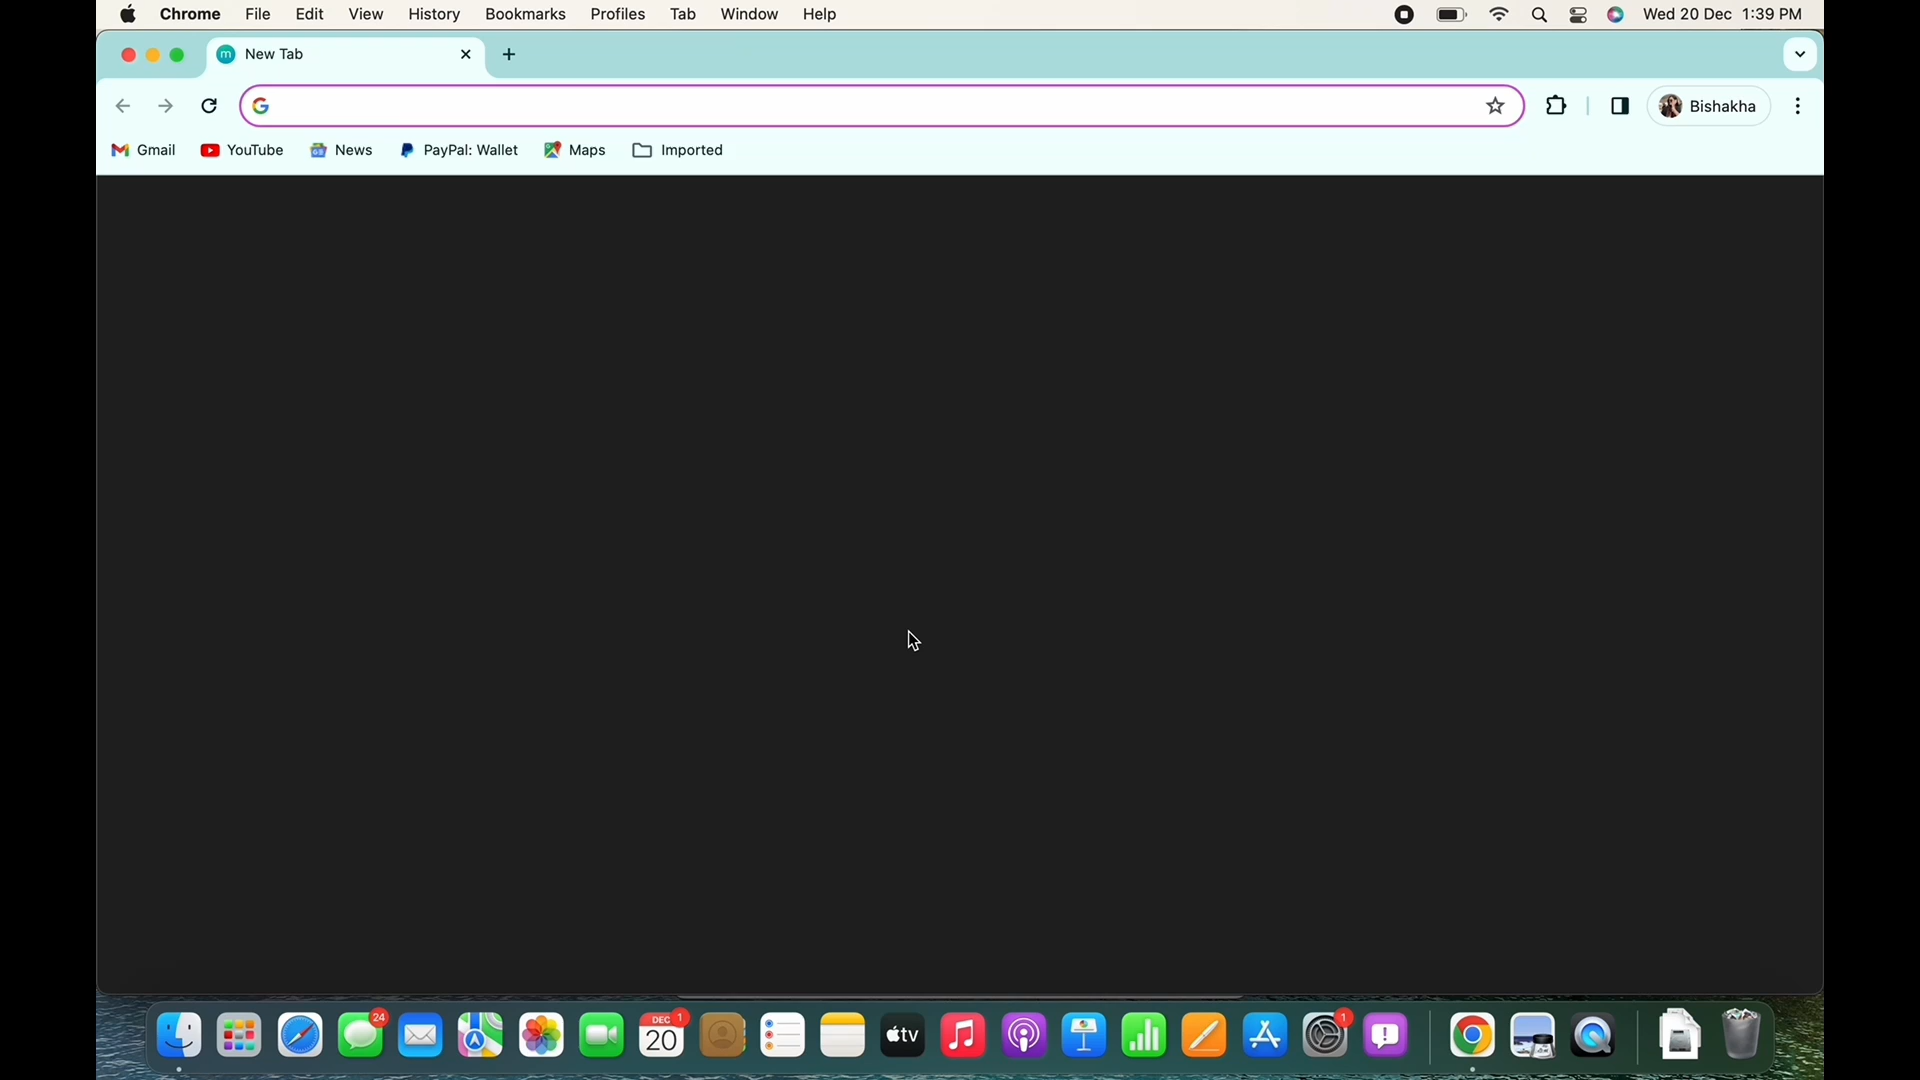 Chrome File Edit View History Bookmarks Profiles Tab Window Help Wed 20 Dec 1:39 PM
m New Tab
G Bishakha
Gmail YouTube News PayPal: Wallet Maps Imported
24 DEC 1 20 tv 1